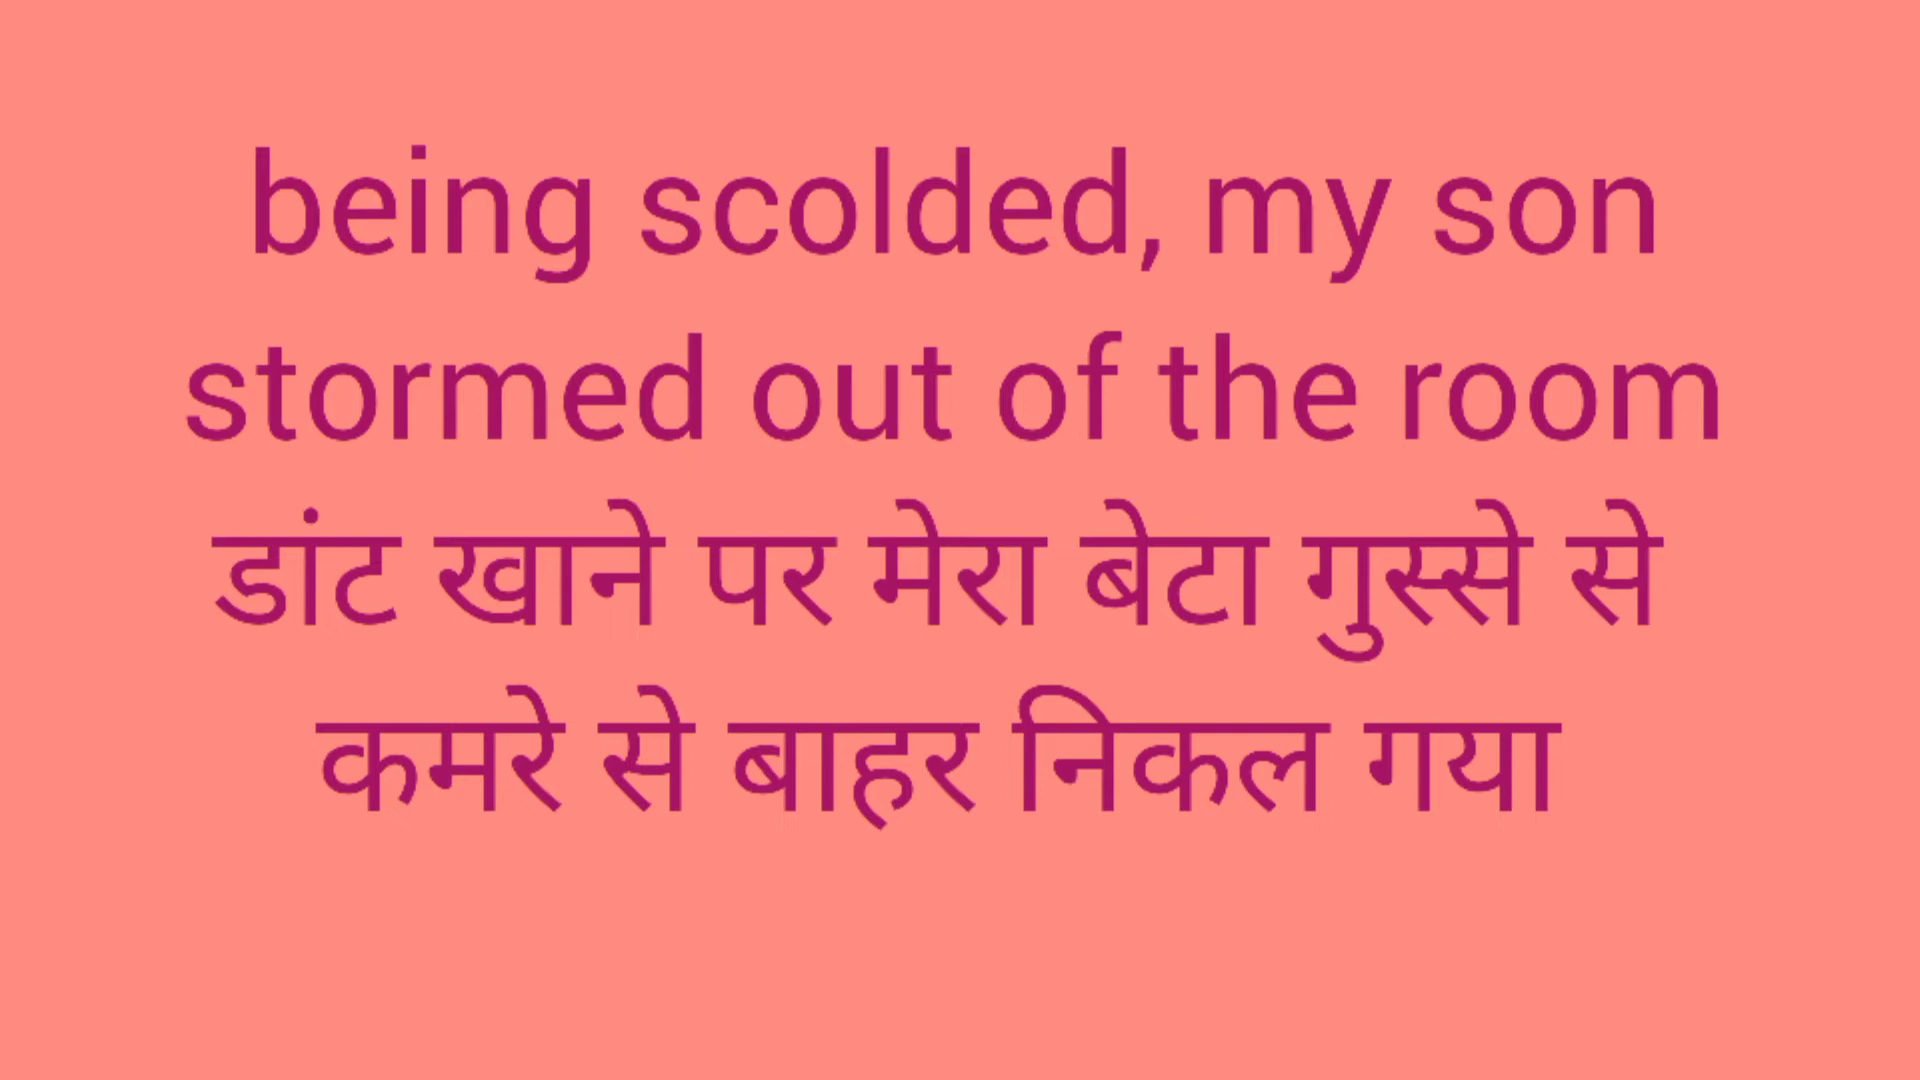 being scolded, my son
stormed out of the room
डांट खाने पर मेरा बेटा गुस्से से
कमरे से बाहर निकल गया